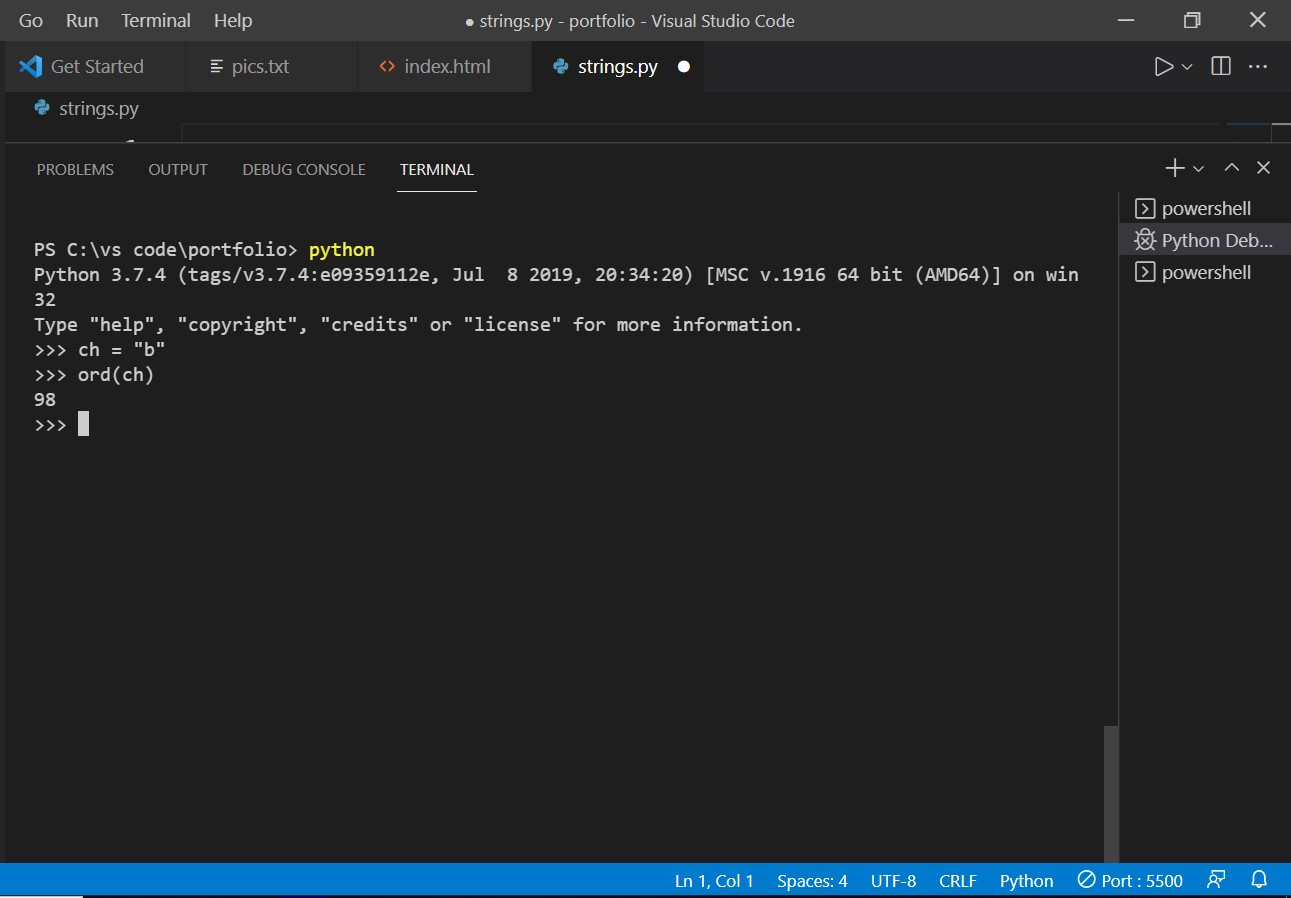 Go Run Terminal Help ● strings.py - portfolio - Visual Studio Code
Get Started pics.txt index.html strings.py
strings.py
PROBLEMS OUTPUT DEBUG CONSOLE TERMINAL
powershell
Python Deb...
powershell
PS C:\vs code\portfolio> python
Python 3.7.4 (tags/v3.7.4:e09359112e, Jul  8 2019, 20:34:20) [MSC v.1916 64 bit (AMD64)] on win
32
Type "help", "copyright", "credits" or "license" for more information.
>>> ch = "b"
>>> ord(ch)
98
>>>
Ln 1, Col 1 Spaces: 4 UTF-8 CRLF Python Port : 5500